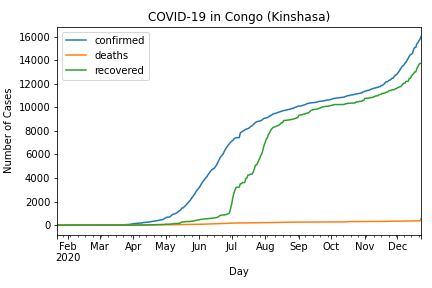 COVID-19 in Congo (Kinshasa)
confirmed
deaths
recovered
Number of Cases
16000
14000
12000
10000
8000
6000
4000
2000
0
Feb Mar Apr May Jun Jul Aug Sep Oct Nov Dec
2020
Day